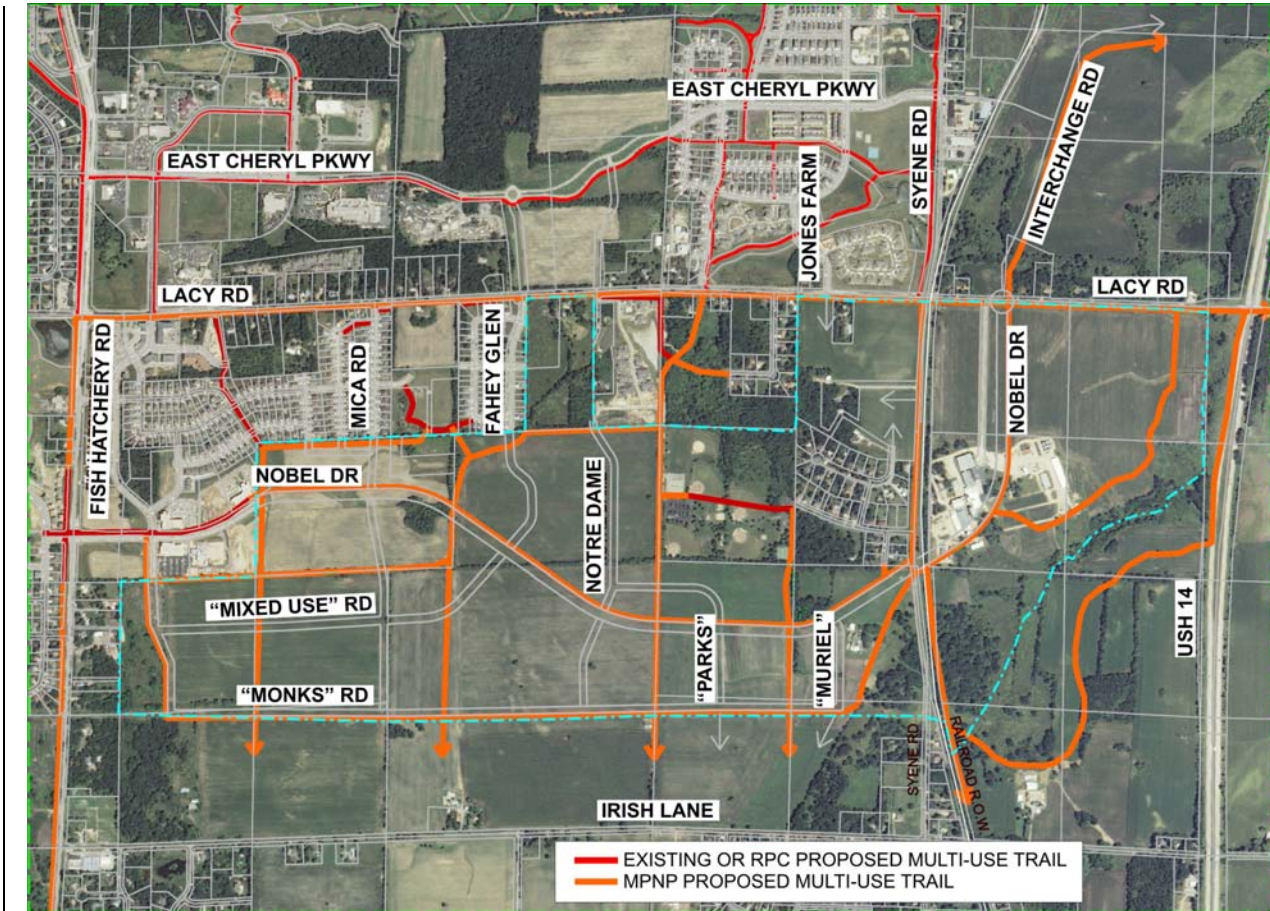 EAST CHERYL PKWY
EAST CHERYL PKWY
SYENE RD
INTERCHANGE RD
JONES FARM
LACY RD
LACY RD
FISH HATCHERY RD
MICA RD
FAHEY GLEN
NOBEL DR
NOBEL DR
NOTRE DAME
"MIXED USE" RD
"PARKS"
"MURIEL"
USH 14
"MONKS" RD
SYENE RD
RAILROAD R.O.W.
IRISH LANE
EXISTING OR RPC PROPOSED MULTI-USE TRAIL
MPNP PROPOSED MULTI-USE TRAIL